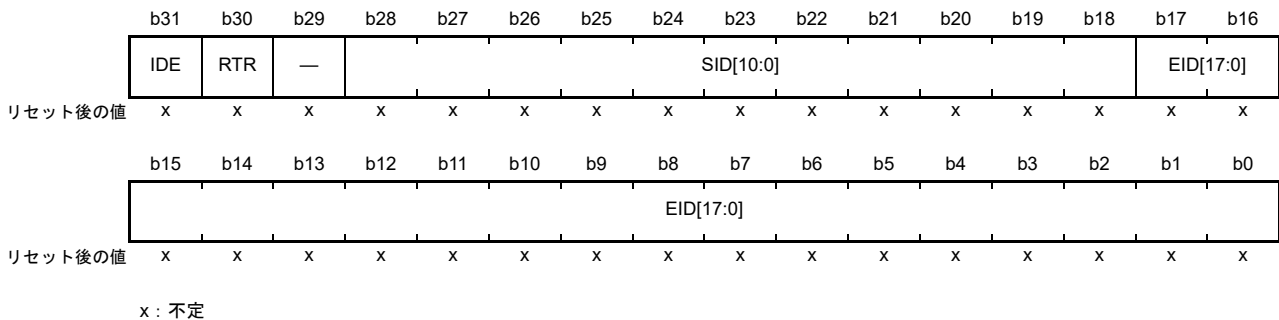 b31 b30 b29 b28 b27 b26 b25 b24 b23 b22 b21 b20 b19 b18 b17 b16
IDE RTR — SID[10:0] EID[17:0]
リセット後の値 x x x x x x x x x x x x x x x x
b15 b14 b13 b12 b11 b10 b9 b8 b7 b6 b5 b4 b3 b2 b1 b0
EID[17:0]
リセット後の値 x x x x x x x x x x x x x x x x
x：不定